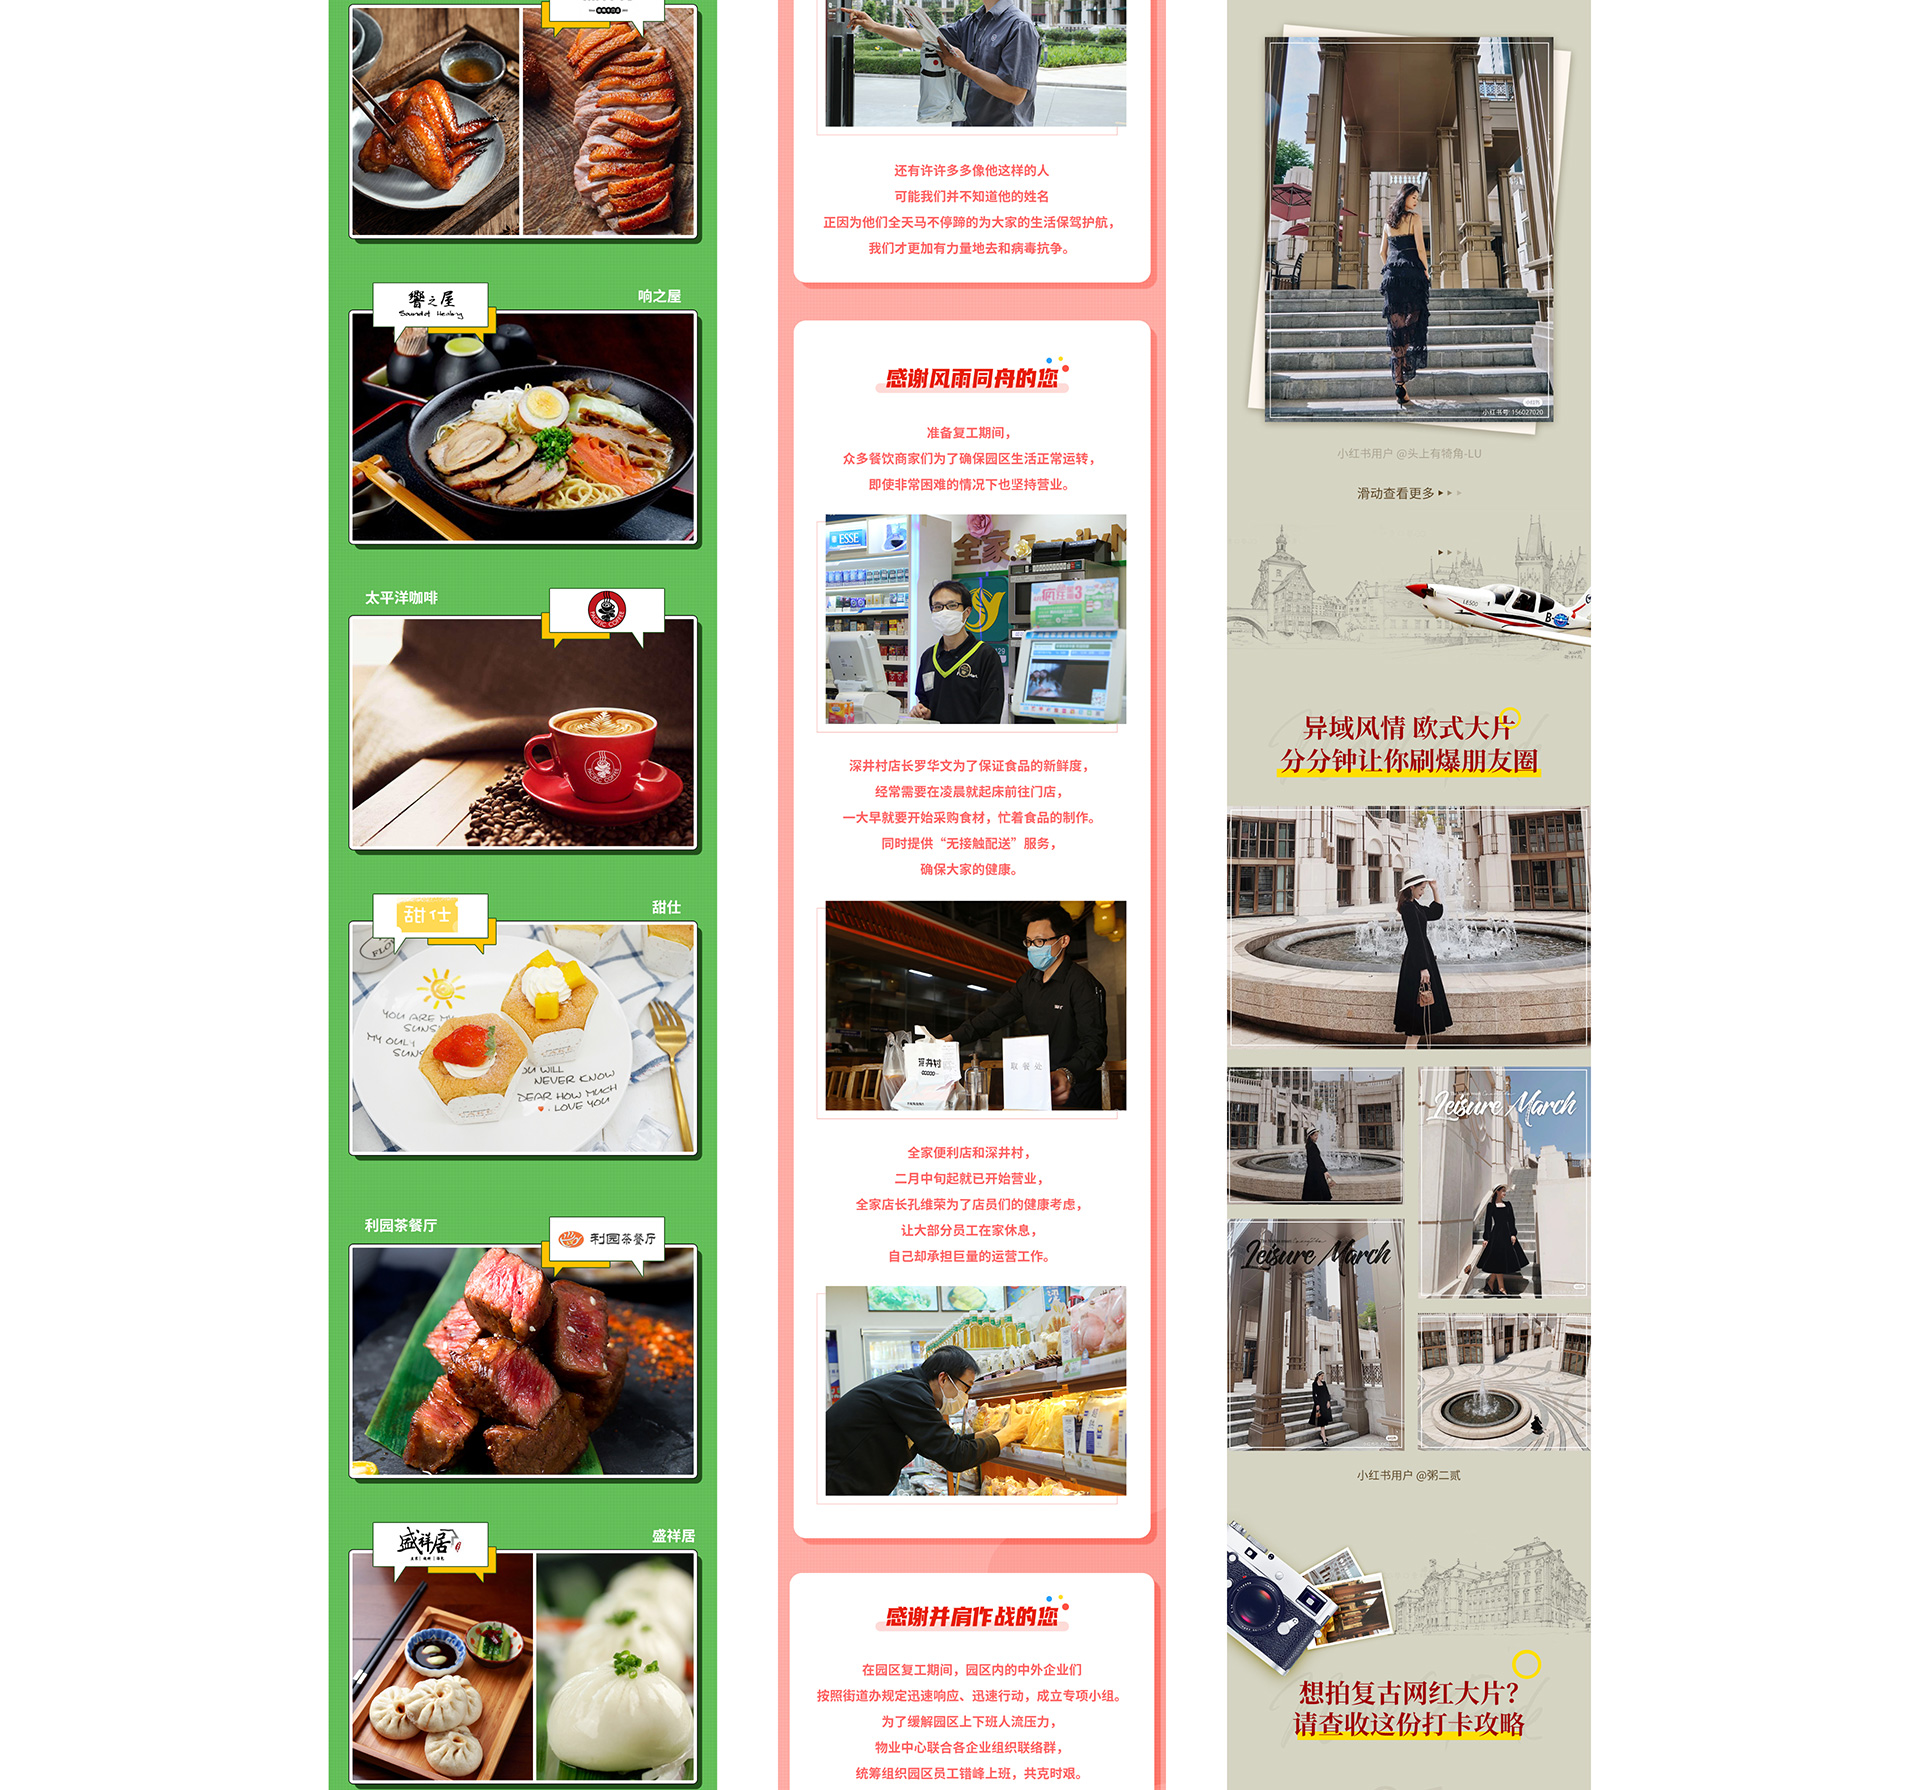 響之屋
Sound of Healing
响之屋
太平洋咖啡
PACIFIC COFFEE
甜仕
甜仕
YOU ARE MY
SUNS
MY ONLY
SUNS
OU WILL
NEVER KNOW
DEAR HOW MUCH
I LOVE YOU
利园茶餐厅
利园茶餐厅
盛祥居
盛祥居
还有许许多多像他这样的人
可能我们并不知道他的姓名
正因为他们全天马不停蹄的为大家的生活保驾护航，
我们才更加有力量地去和病毒抗争。
感谢风雨同舟的您
准备复工期间，
众多餐饮商家们为了确保园区生活正常运转，
即使非常困难的情况下也坚持营业。
ESSE
全家 FamilyM
深井村店长罗华文为了保证食品的新鲜度，
经常需要在凌晨就起床前往门店，
一大早就要开始采购食材，忙着食品的制作。
同时提供“无接触配送”服务，
确保大家的健康。
深井村
取餐处
全家便利店和深井村，
二月中旬起就已开始营业，
全家店长孔维荣为了店员们的健康考虑，
让大部分员工在家休息，
自己却承担巨量的运营工作。
感谢并肩作战的您
在园区复工期间，园区内的中外企业们
按照街道办规定迅速响应、迅速行动，成立专项小组。
为了缓解园区上下班人流压力，
物业中心联合各企业组织联络群，
统筹组织园区员工错峰上班，共克时艰。
小红书号 156027020
小红书用户 @头上有犄角-LU
滑动查看更多
异域风情 欧式大片
分分钟让你刷爆朋友圈
Leisure March
Leisure March
小红书用户 @粥二贰
想拍复古网红大片？
请查收这份打卡攻略